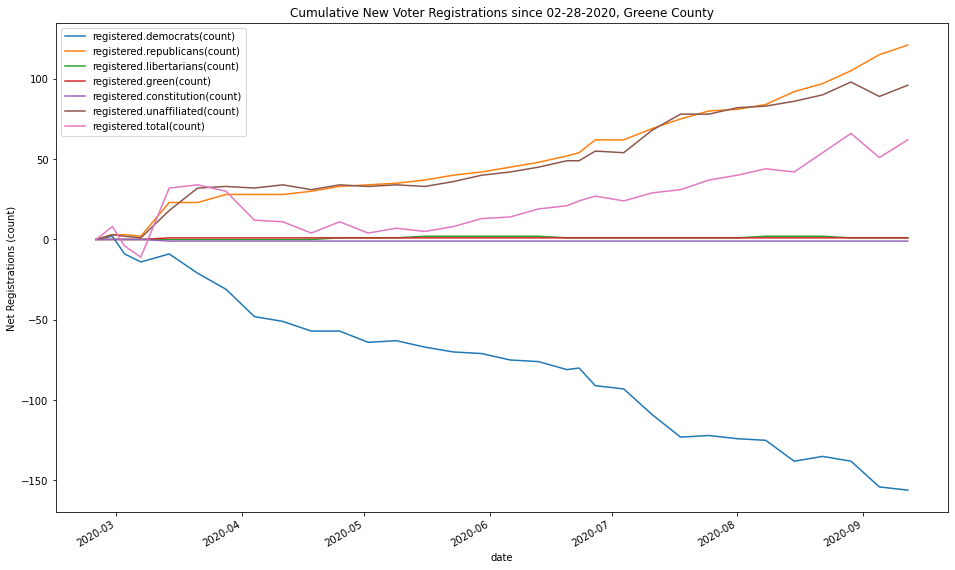 Cumulative New Voter Registrations since 02-28-2020, Greene County
registered.democrats(count)
registered.republicans(count)
registered.libertarians(count)
registered.green(count)
registered.constitution(count)
registered.unaffiliated(count)
registered.total(count)
Net Registrations (count)
100
50
0
−50
−100
−150
2020-03
2020-04
2020-05
2020-06
2020-07
2020-08
2020-09
date